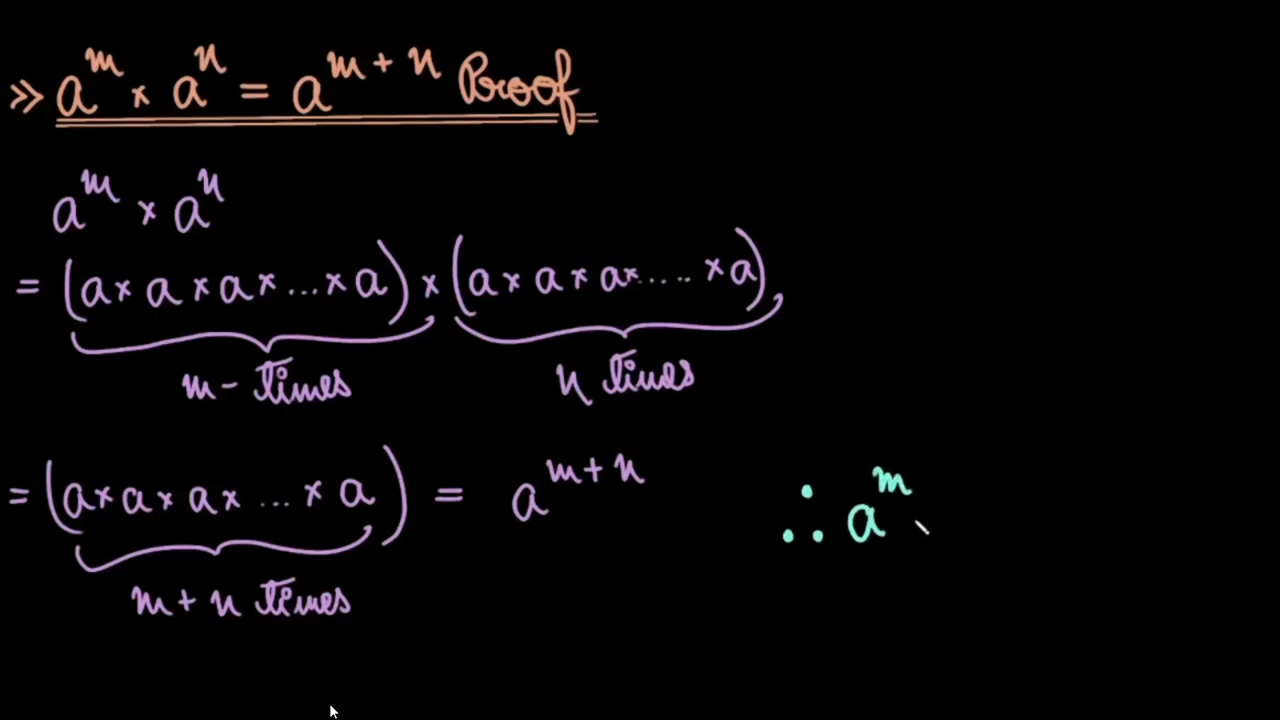 >> a^m × a^n = a^(m+n) Proof
a^m × a^n
= (a × a × a × ... × a) × (a × a × a × ..... × a)
m- times n times
= (a × a × a × ... × a) = a^(m+n)
∴ a^m
m+n times